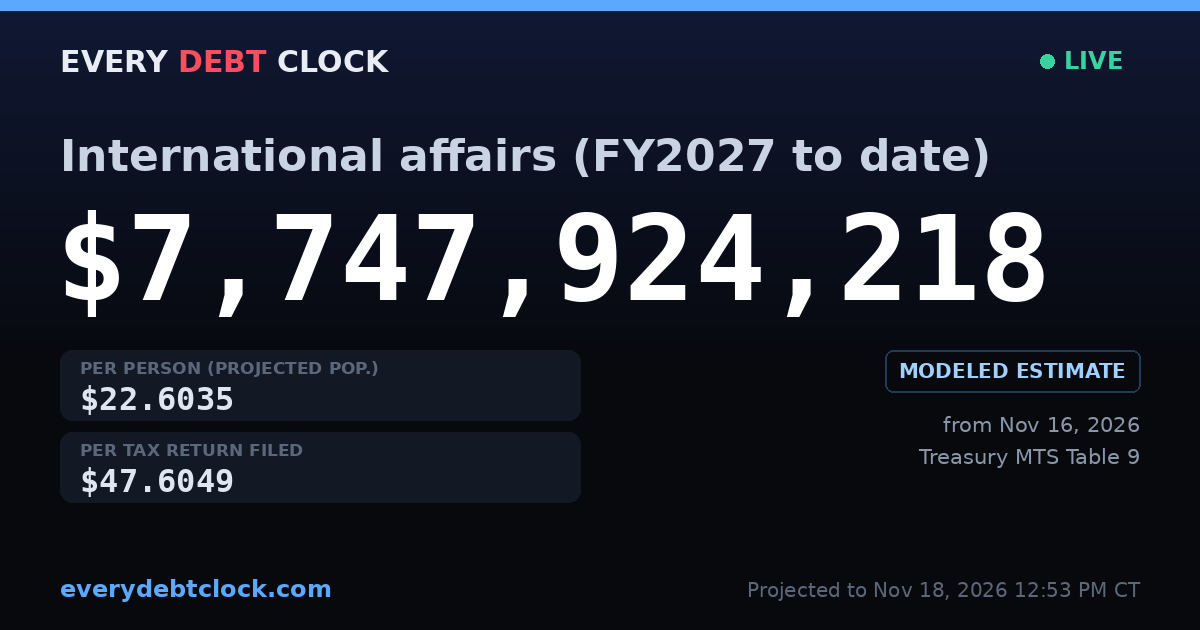 EVERY DEBT CLOCK
LIVE
International affairs (FY2027 to date)
$7,747,924,218
PER PERSON (PROJECTED POP.)
$22.6035
PER TAX RETURN FILED
$47.6049
MODELED ESTIMATE
from Nov 16, 2026
Treasury MTS Table 9
everydebtclock.com
Projected to Nov 18, 2026 12:53 PM CT